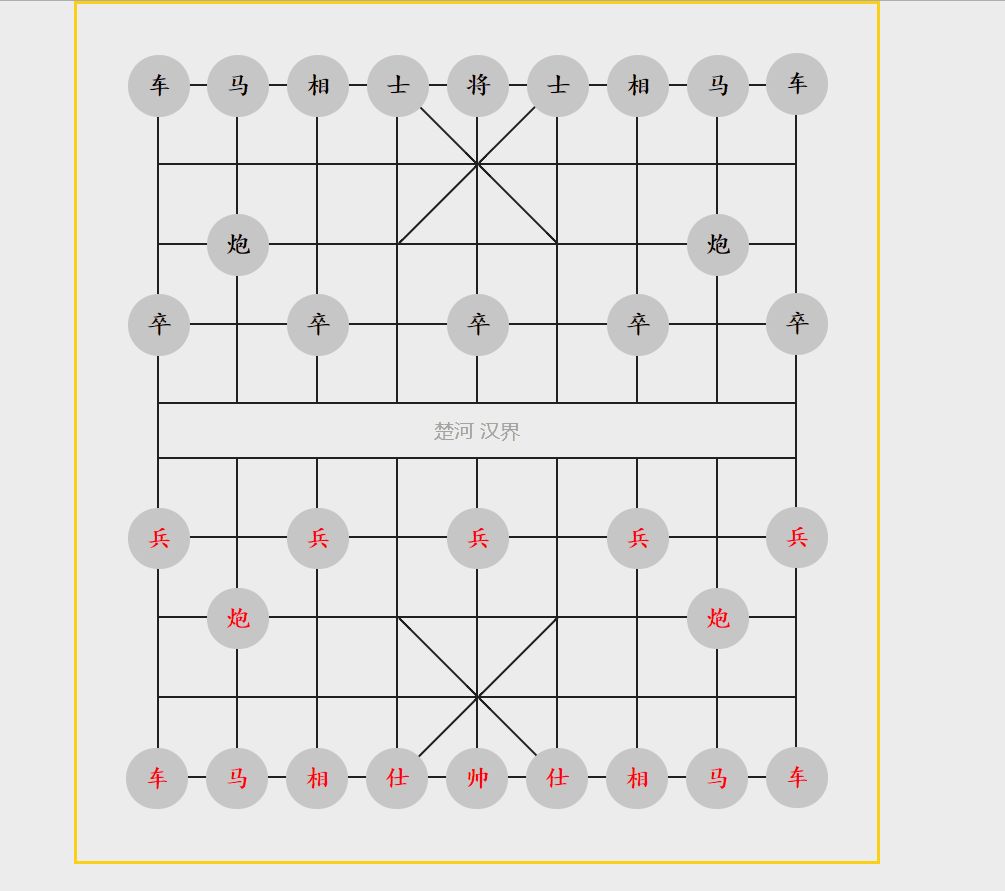 车 马 相 士 将 士 相 马 车
炮 炮
卒 卒 卒 卒 卒
楚河 汉界
兵 兵 兵 兵 兵
炮 炮
车 马 相 仕 帅 仕 相 马 车